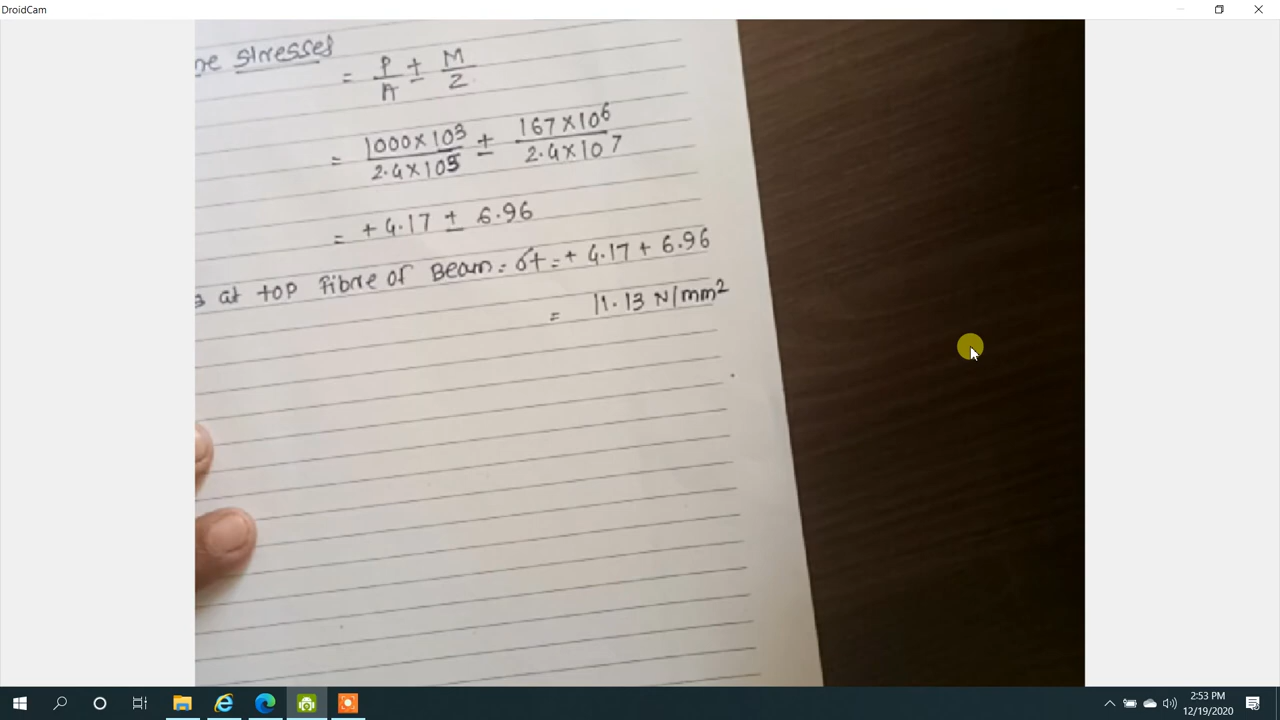 DroidCam
ne stresses
= P/A ± M/Z
= 1000×10³/2.4×10⁵ ± 167×10⁶/2.4×10⁷
= +4.17 ± 6.96
s at top fibre of Beam = σt = + 4.17 + 6.96
= 11.13 N/mm²
2:53 PM
12/19/2020